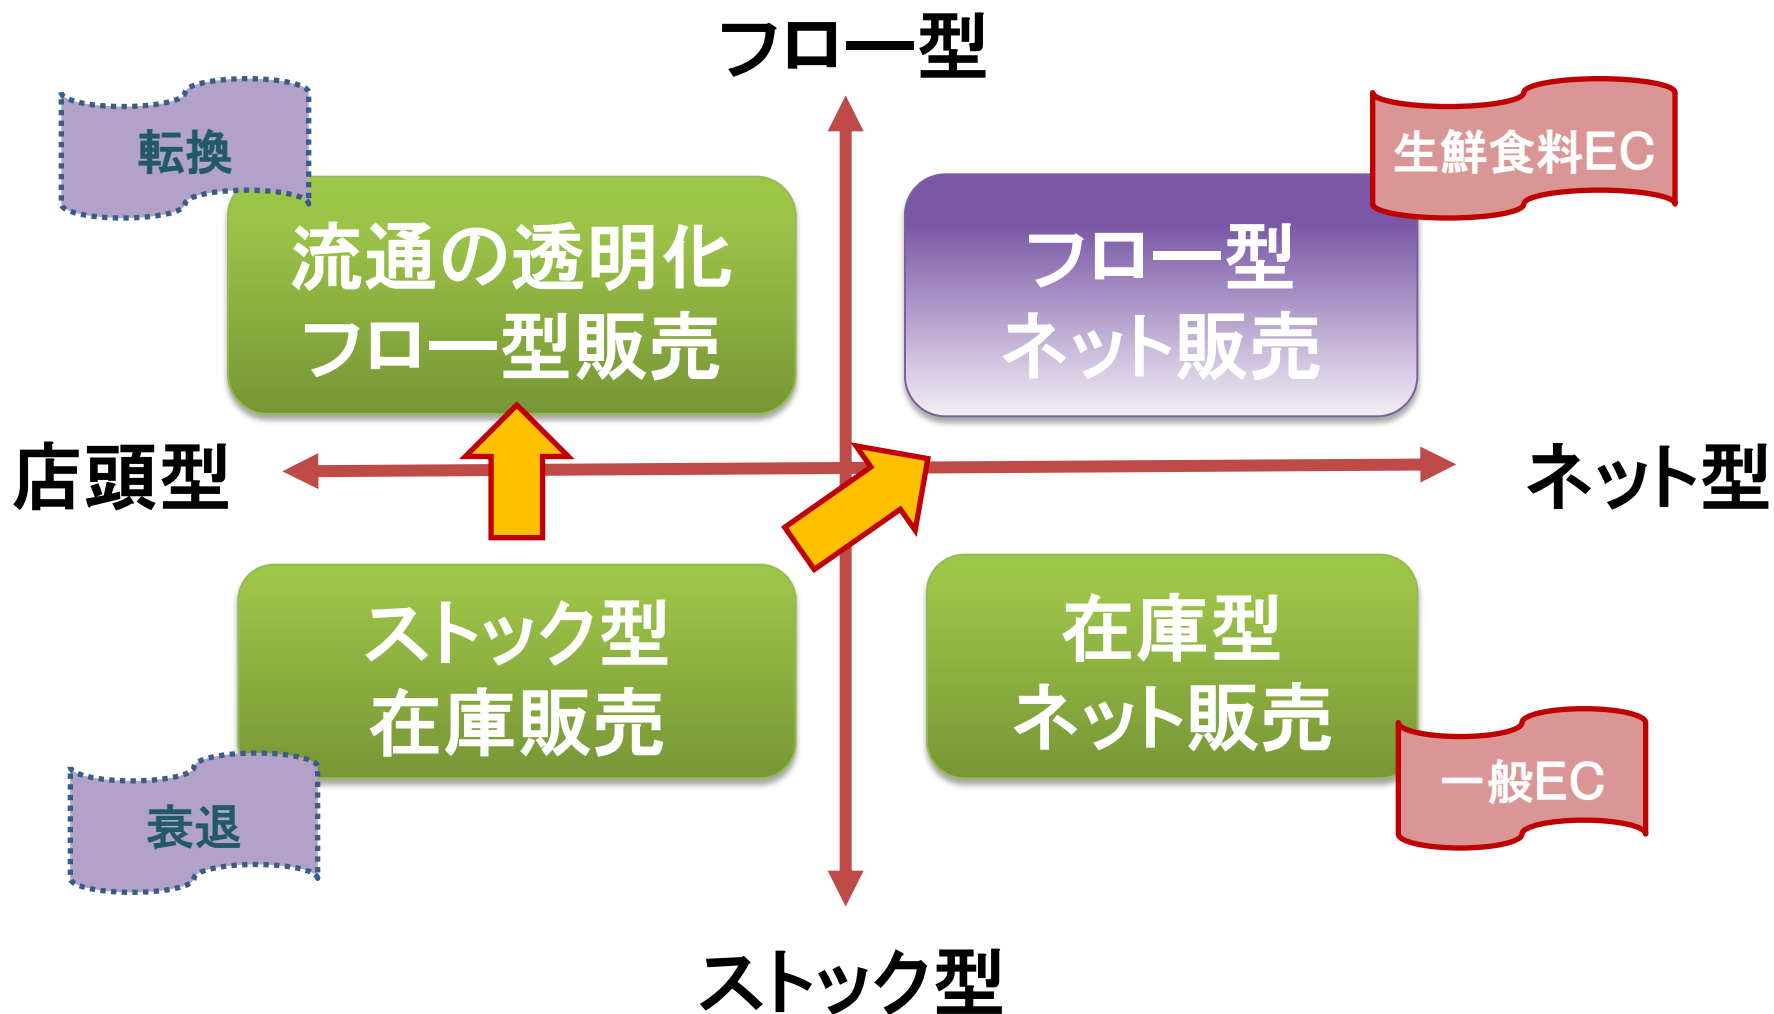 フロー型
転換
生鮮食料EC
流通の透明化
フロー型販売
フロー型
ネット販売
店頭型
ネット型
ストック型
在庫販売
在庫型
ネット販売
衰退
一般EC
ストック型